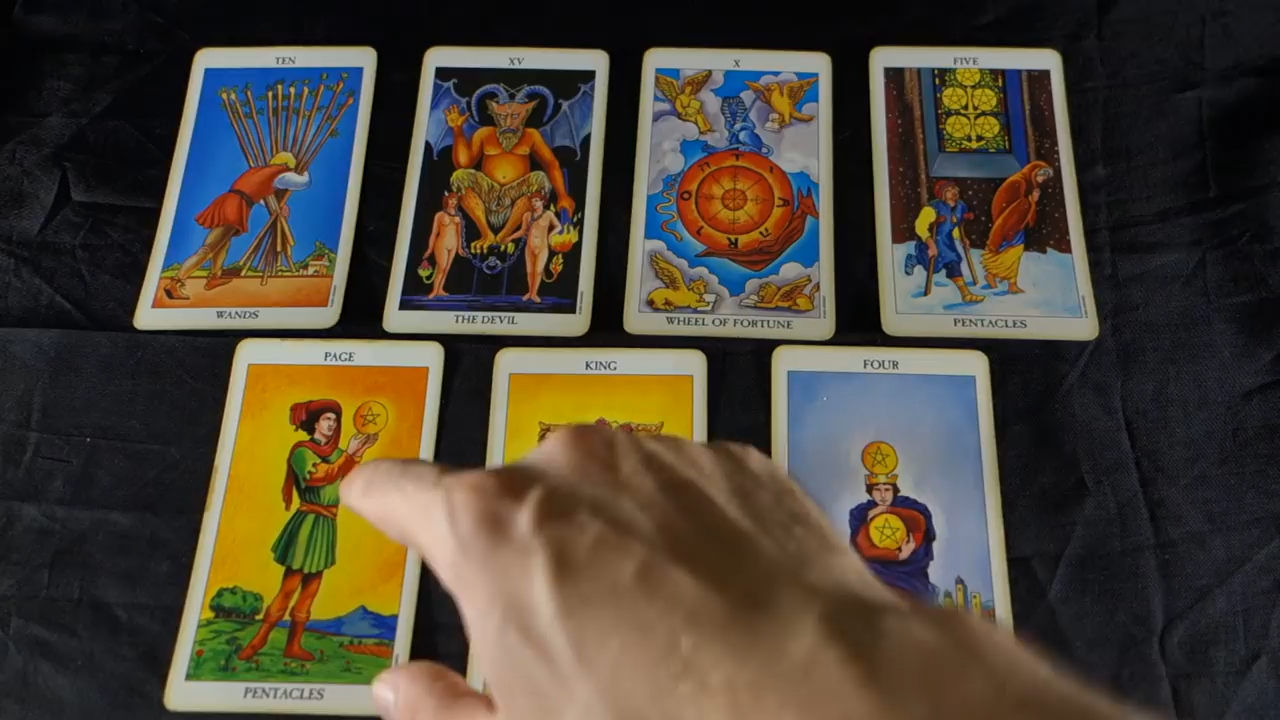 TEN
WANDS
XV
THE DEVIL
X
WHEEL OF FORTUNE
FIVE
PENTACLES
PAGE
PENTACLES
KING
FOUR